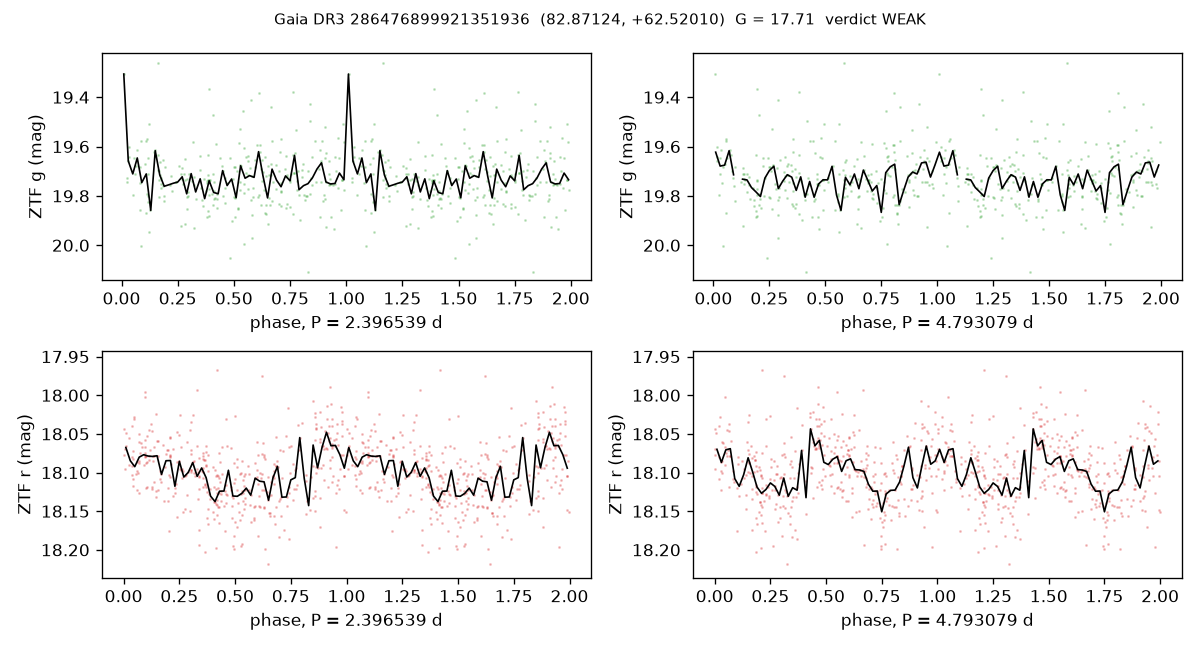 Gaia DR3 286476899921351936 (82.87124, +62.52010) G = 17.71 verdict WEAK
ZTF g (mag)
19.4
19.6
19.8
20.0
0.00 0.25 0.50 0.75 1.00 1.25 1.50 1.75 2.00
phase, P = 2.396539 d
ZTF g (mag)
19.4
19.6
19.8
20.0
0.00 0.25 0.50 0.75 1.00 1.25 1.50 1.75 2.00
phase, P = 4.793079 d
ZTF r (mag)
17.95
18.00
18.05
18.10
18.15
18.20
0.00 0.25 0.50 0.75 1.00 1.25 1.50 1.75 2.00
phase, P = 2.396539 d
ZTF r (mag)
17.95
18.00
18.05
18.10
18.15
18.20
0.00 0.25 0.50 0.75 1.00 1.25 1.50 1.75 2.00
phase, P = 4.793079 d